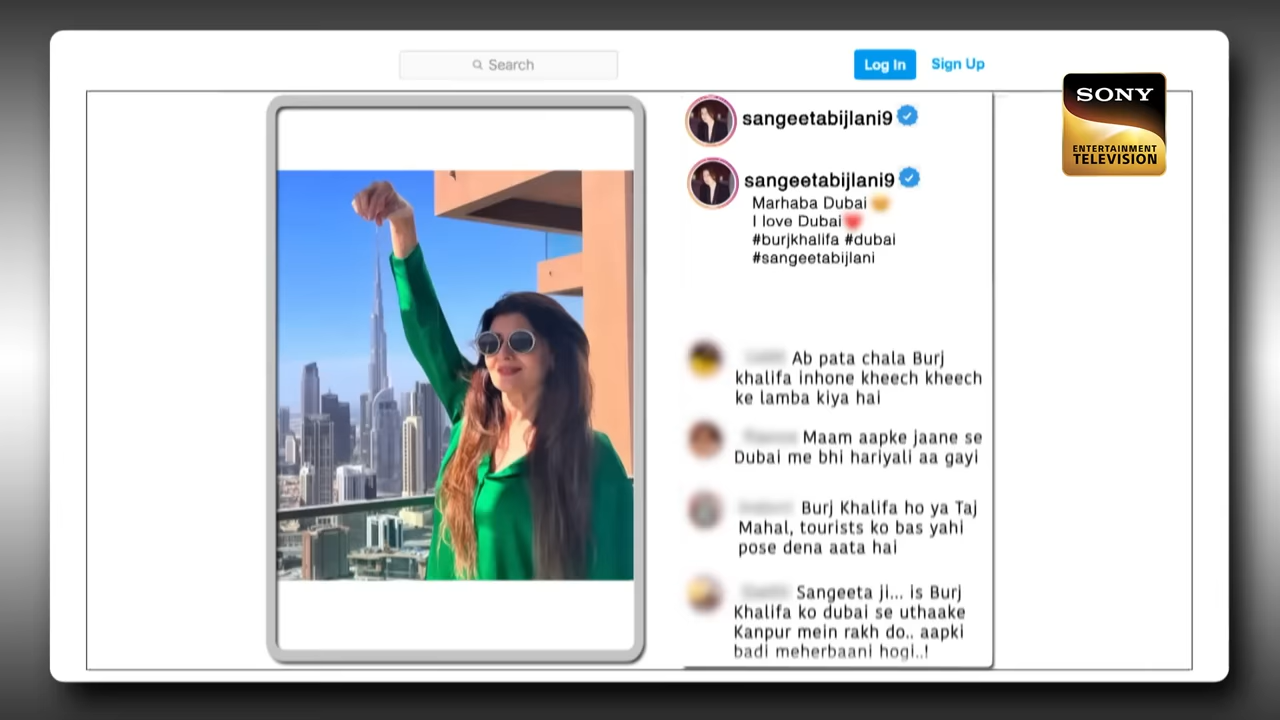 Search
Log In
Sign Up
SONY
ENTERTAINMENT
TELEVISION
sangeetabijlani9
sangeetabijlani9
Marhaba Dubai
I love Dubai
#burjkhalifa #dubai
#sangeetabijlani
Ab pata chala Burj
khalifa inhone kheech kheech
ke lamba kiya hai
Maam aapke jaane se
Dubai me bhi hariyali aa gayi
Burj Khalifa ho ya Taj
Mahal, tourists ko bas yahi
pose dena aata hai
Sangeeta ji... is Burj
Khalifa ko dubai se uthaake
Kanpur mein rakh do.. aapki
badi meherbaani hogi..!